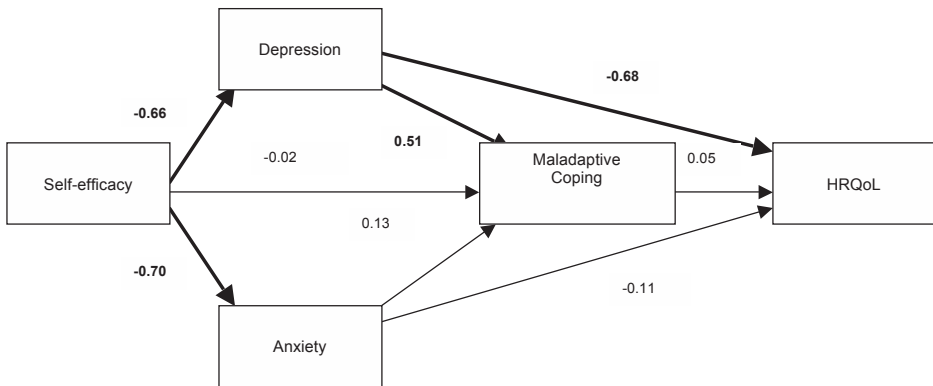 Depression
-0.68
-0.66
0.51
-0.02
Maladaptive
Coping
0.05
Self-efficacy
HRQoL
0.13
-0.70
-0.11
Anxiety